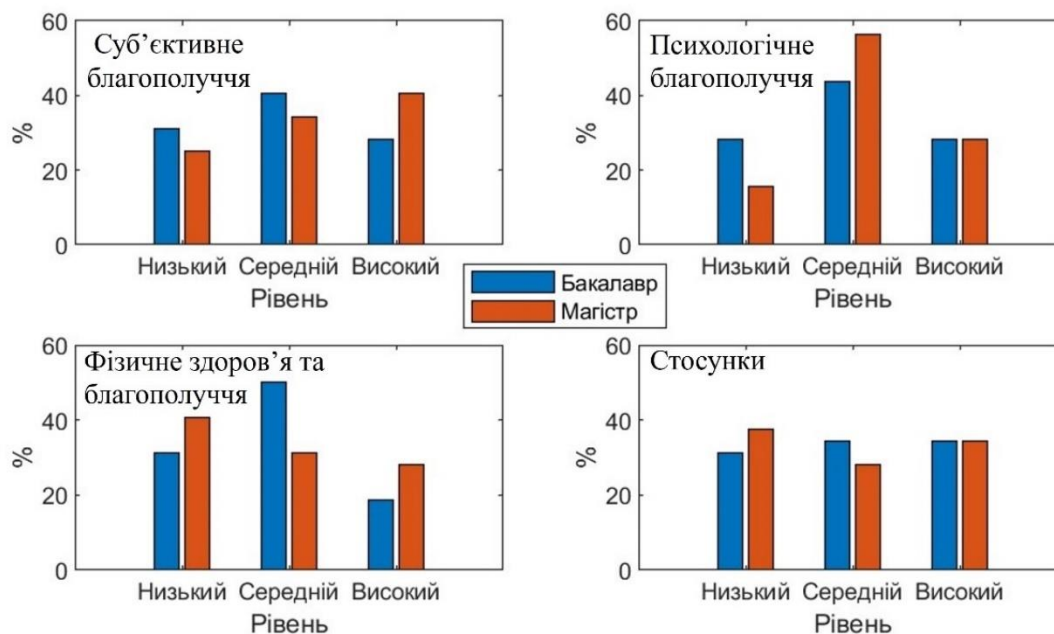 Суб’єктивне
благополуччя
60
40
20
0
%
Низький Середній Високий
Рівень
Психологічне
благополуччя
60
40
20
0
%
Низький Середній Високий
Рівень
Бакалавр
Магістр
Фізичне здоров’я та
благополуччя
60
40
20
0
%
Низький Середній Високий
Рівень
Стосунки
60
40
20
0
%
Низький Середній Високий
Рівень